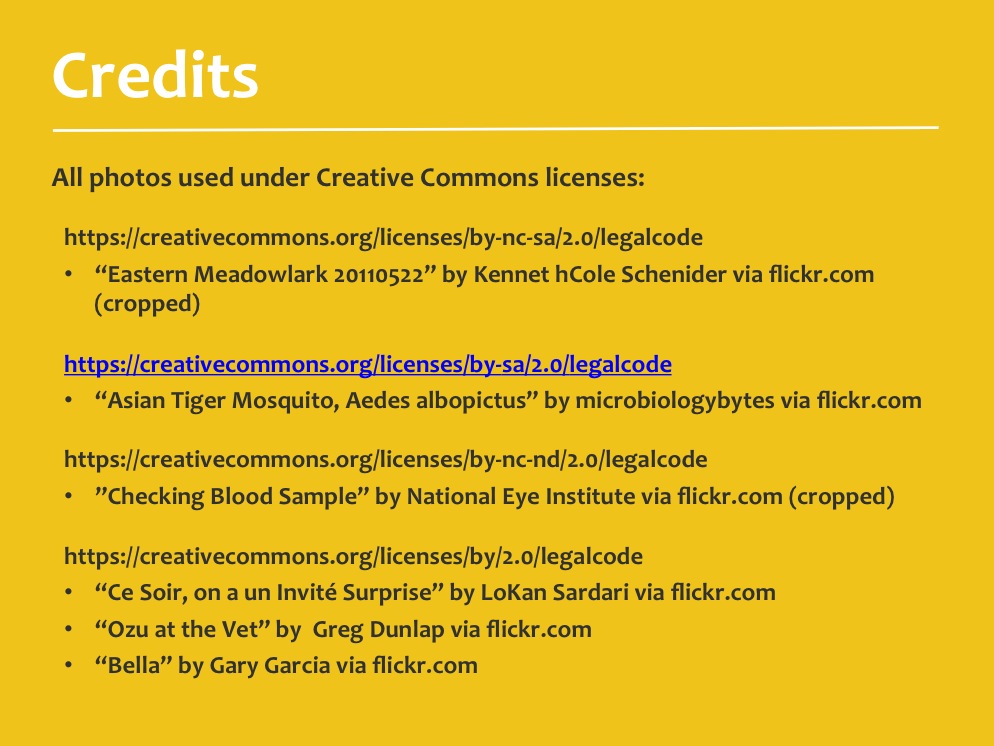 Credits
All photos used under Creative Commons licenses:
https://creativecommons.org/licenses/by-nc-sa/2.0/legalcode
• “Eastern Meadowlark 20110522” by Kennet hCole Schenider via flickr.com
(cropped)
https://creativecommons.org/licenses/by-sa/2.0/legalcode
• “Asian Tiger Mosquito, Aedes albopictus” by microbiologybytes via flickr.com
https://creativecommons.org/licenses/by-nc-nd/2.0/legalcode
• ”Checking Blood Sample” by National Eye Institute via flickr.com (cropped)
https://creativecommons.org/licenses/by/2.0/legalcode
• “Ce Soir, on a un Invité Surprise” by LoKan Sardari via flickr.com
• “Ozu at the Vet” by  Greg Dunlap via flickr.com
• “Bella” by Gary Garcia via flickr.com